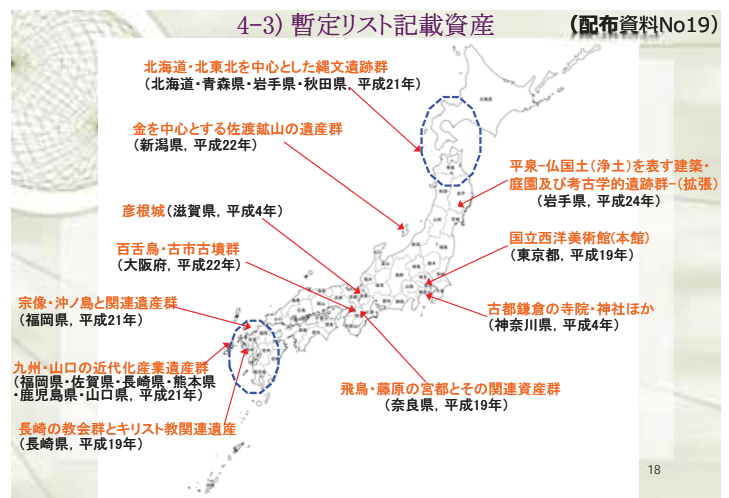 4-3) 暫定リスト記載資産
(配布資料No19)
北海道・北東北を中心とした縄文遺跡群
(北海道・青森県・岩手県・秋田県, 平成21年)
金を中心とする佐渡鉱山の遺産群
(新潟県, 平成22年)
平泉-仏国土(浄土)を表す建築・
庭園及び考古学的遺跡群-(拡張)
(岩手県, 平成24年)
彦根城(滋賀県, 平成4年)
国立西洋美術館(本館)
(東京都, 平成19年)
百舌鳥・古市古墳群
(大阪府, 平成22年)
宗像・沖ノ島と関連遺産群
(福岡県, 平成21年)
古都鎌倉の寺院・神社ほか
(神奈川県, 平成4年)
九州・山口の近代化産業遺産群
(福岡県・佐賀県・長崎県・熊本県
・鹿児島県・山口県, 平成21年)
飛鳥・藤原の宮都とその関連資産群
(奈良県, 平成19年)
長崎の教会群とキリスト教関連遺産
(長崎県, 平成19年)
北海道
18